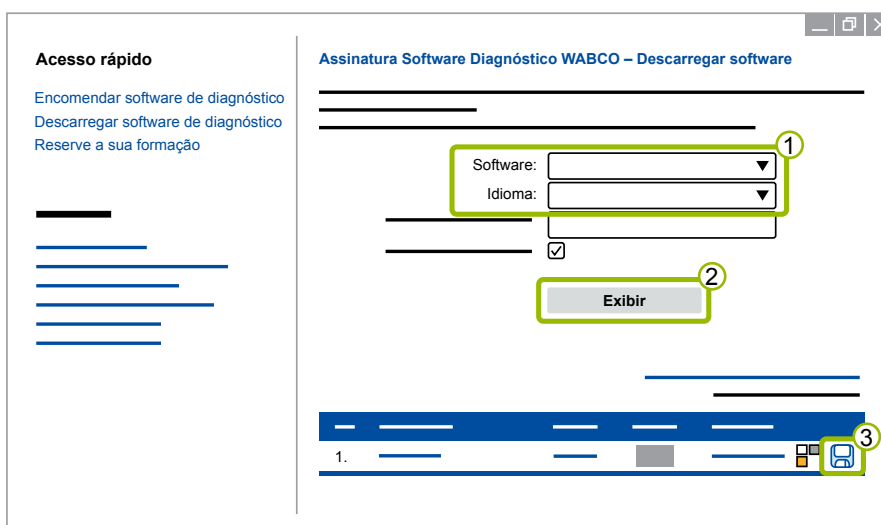 Acesso rápido
Encomendar software de diagnóstico
Descarregar software de diagnóstico
Reserve a sua formação
Assinatura Software Diagnóstico WABCO – Descarregar software
1
Software:
Idioma:
2
Exibir
3
1.